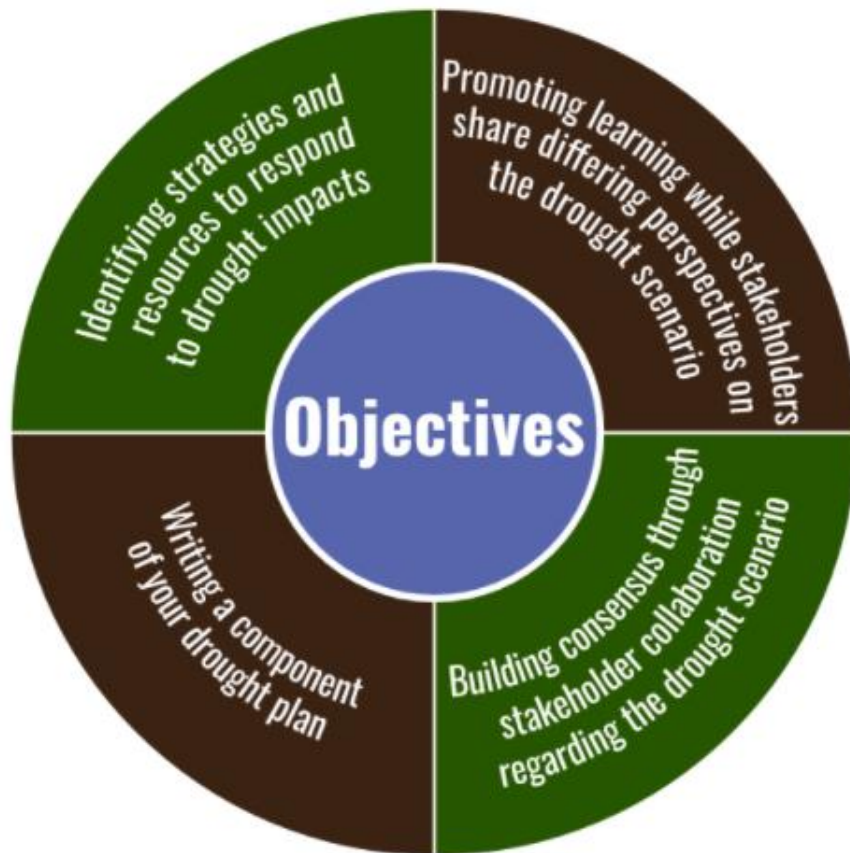 Identifying strategies and
resources to respond
to drought impacts
Promoting learning while stakeholders
share differing perspectives on
the drought scenario
Objectives
Writing a component
of your drought plan
Building consensus through
stakeholder collaboration
regarding the drought scenario